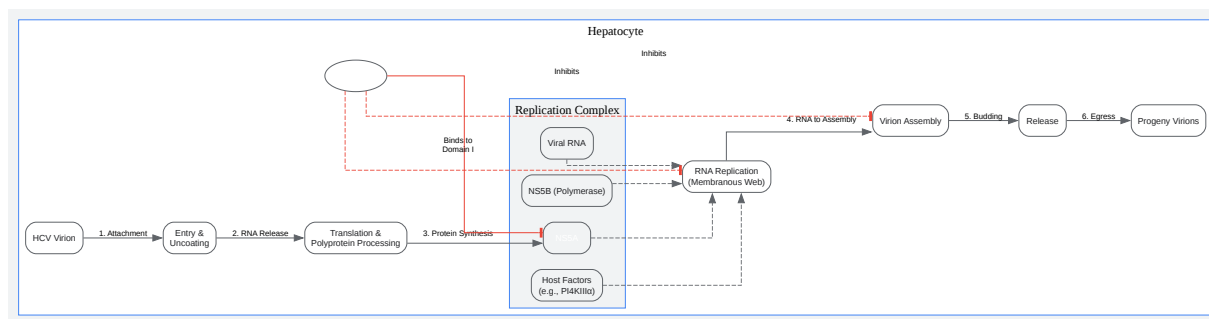 Hepatocyte
Inhibits
Inhibits
Replication Complex
Viral RNA
NS5B (Polymerase)
NS5A
Host Factors
(e.g., PI4KIIIα)
Binds to
Domain I
HCV Virion
1. Attachment
Entry &
Uncoating
2. RNA Release
Translation &
Polyprotein Processing
3. Protein Synthesis
RNA Replication
(Membranous Web)
4. RNA to Assembly
Virion Assembly
5. Budding
Release
6. Egress
Progeny Virions